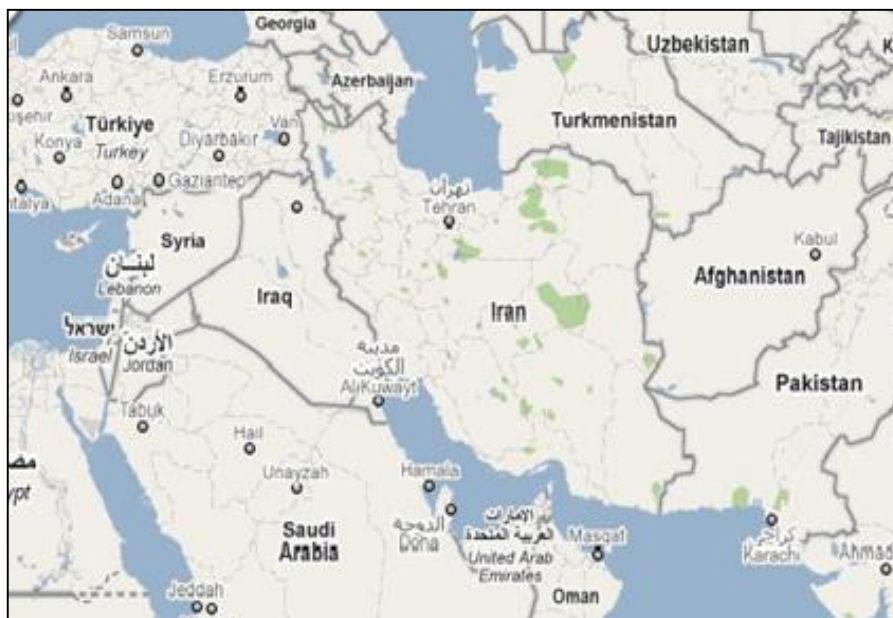 Georgia
Samsun
Uzbekistan
Ankara
Erzurum
Azerbaijan
Türkiye
Turkey
Van
Turkmenistan
Konya
Diyarbakır
Tajikistan
Gaziantep
Adana
تهران
Tehran
Syria
Kabul
لبنان
Lebanon
Afghanistan
Iraq
Iran
ישראל
Israel
الأردن
Jordan
مدينة
الكويت
Al Kuwayt
Pakistan
Tabuk
Hail
Unayzah
Hamala
الدوحة
Doha
Saudi
Arabia
الإمارات
العربية المتحدة
United Arab
Emirates
Masqat
Oman
كراچی
Karachi
Ahmad
Jeddah
ypt